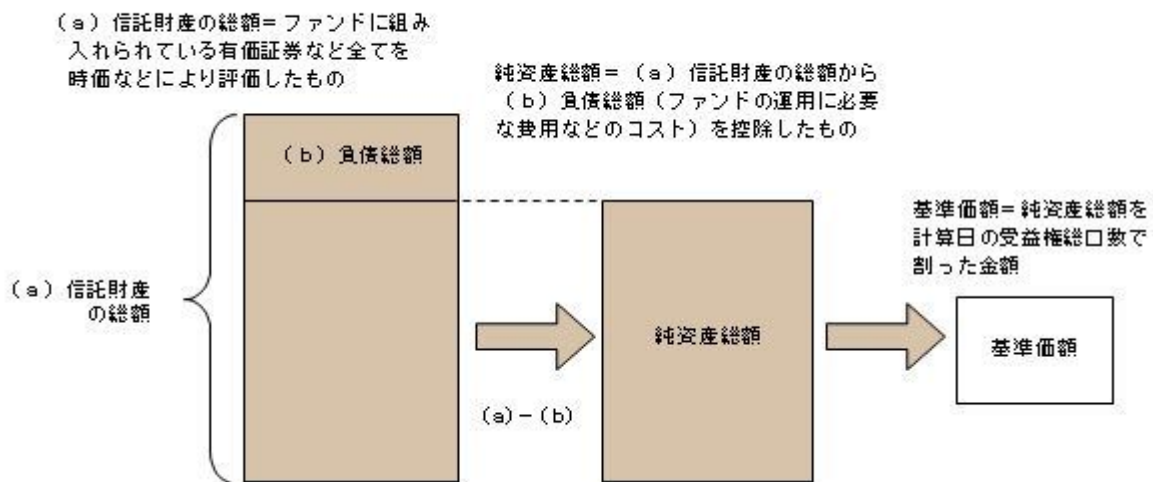 （a）信託財産の総額＝ファンドに組み
入れられている有価証券など全てを
時価などにより評価したもの
純資産総額＝（a）信託財産の総額から
（b）負債総額（ファンドの運用に必要
な費用などのコスト）を控除したもの
（b）負債総額
基準価額＝純資産総額を
計算日の受益権総口数で
割った金額
（a）信託財産
の総額
純資産総額
基準価額
（a）－（b）